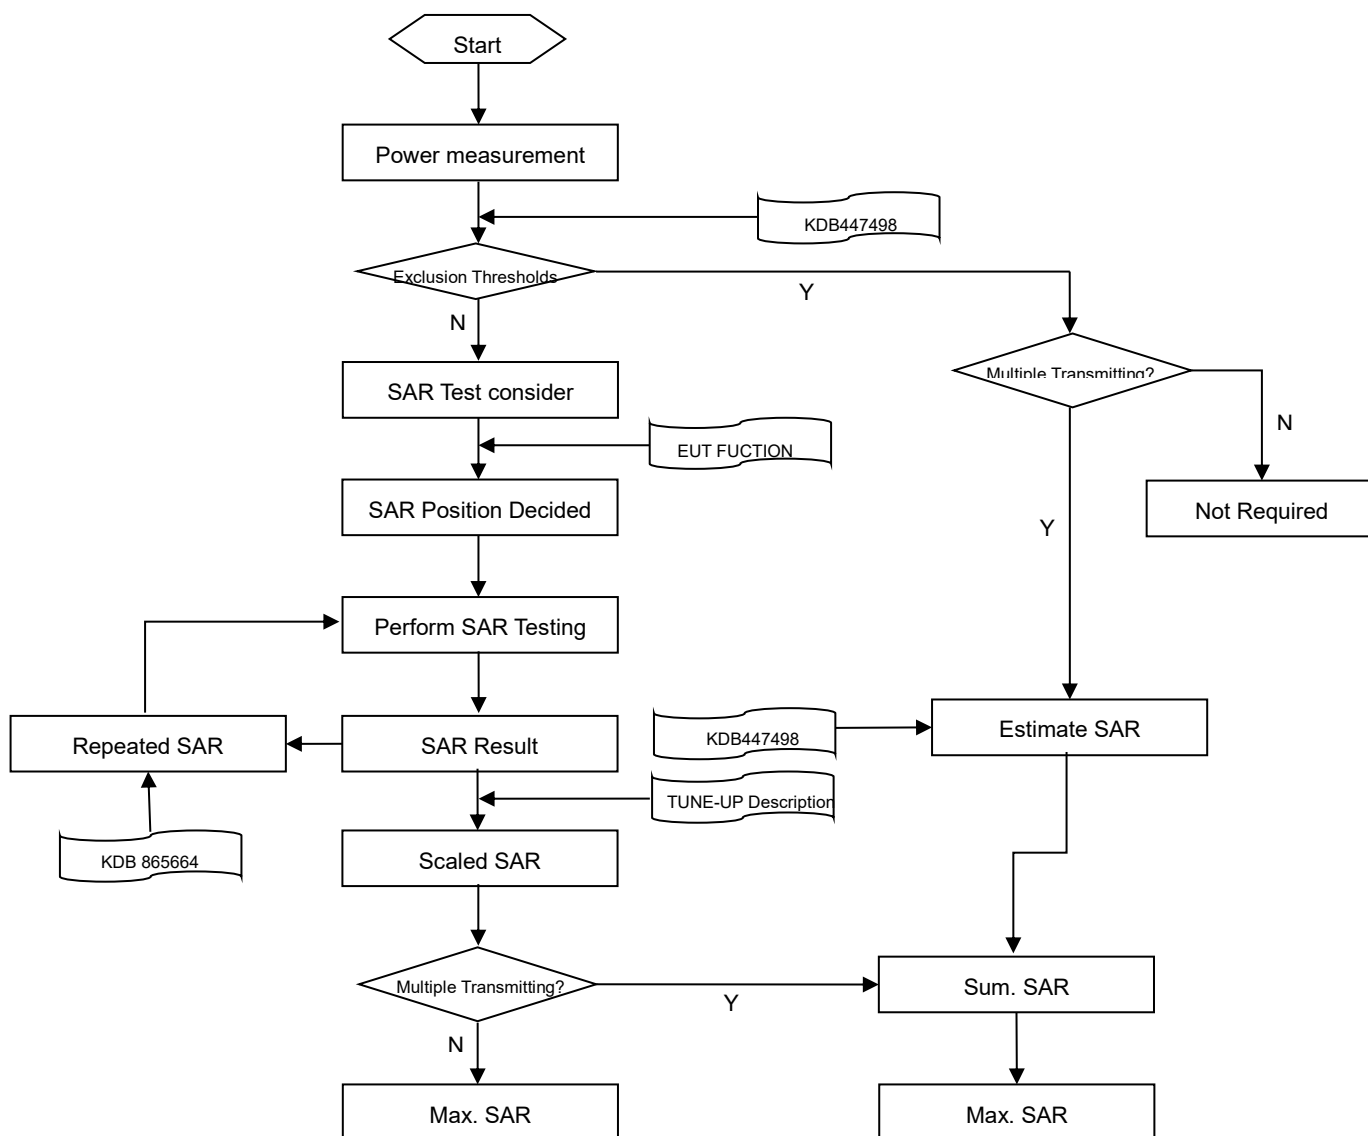 Start
Power measurement
KDB447498
Exclusion Thresholds
Y
N
Multiple Transmitting?
SAR Test consider
N
EUT FUCTION
SAR Position Decided
Not Required
Y
Perform SAR Testing
Repeated SAR
SAR Result
KDB447498
Estimate SAR
TUNE-UP Description
KDB 865664
Scaled SAR
Multiple Transmitting?
Y
Sum. SAR
N
Max. SAR
Max. SAR